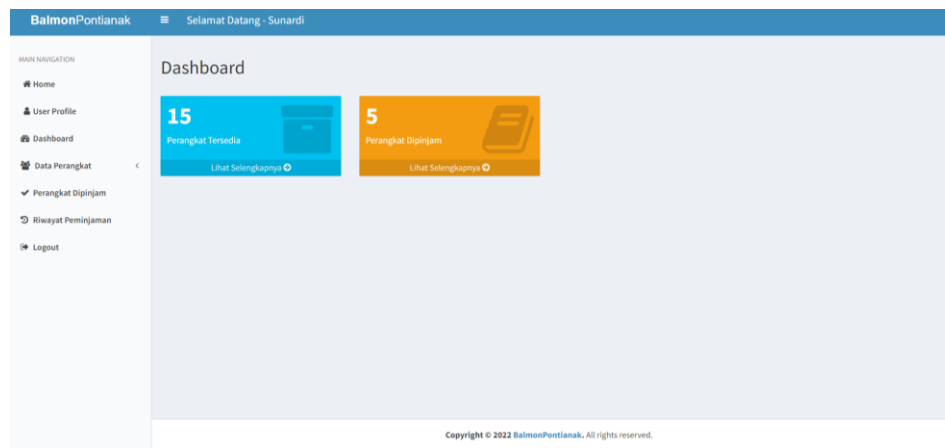 BalmonPontianak
Selamat Datang - Sunardi
MAIN NAVIGATION
Home
User Profile
Dashboard
Data Perangkat
Perangkat Dipinjam
Riwayat Peminjaman
Logout
Dashboard
15
Perangkat Tersedia
Lihat Selengkapnya
5
Perangkat Dipinjam
Lihat Selengkapnya
Copyright © 2022 BalmonPontianak. All rights reserved.